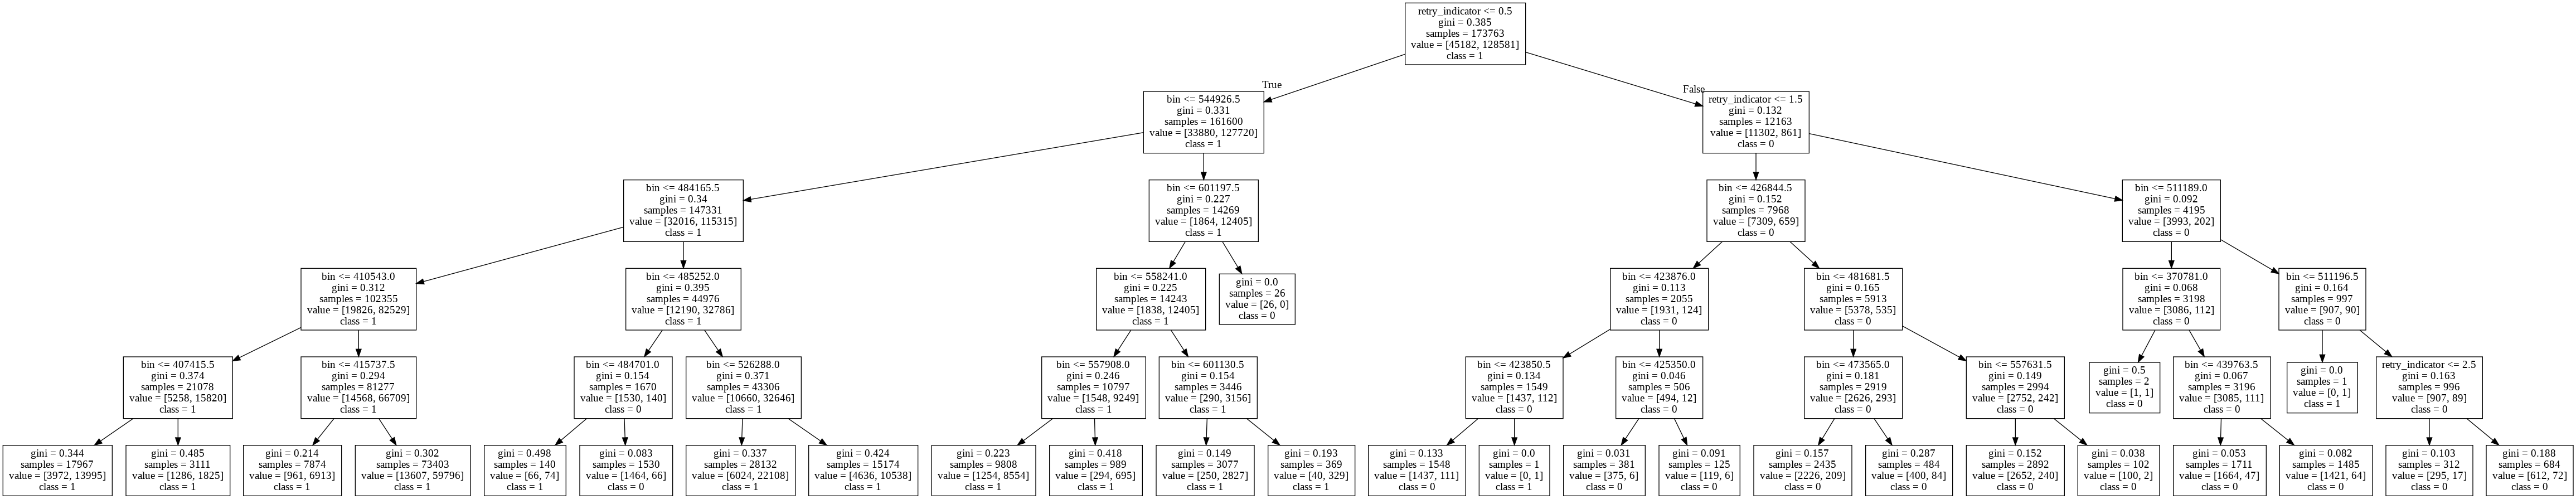 retry_indicator <= 0.5
gini = 0.385
samples = 173763
value = [45182, 128581]
class = 1
True
False
bin <= 544926.5
gini = 0.331
samples = 161600
value = [33880, 127720]
class = 1
retry_indicator <= 1.5
gini = 0.132
samples = 12163
value = [11302, 861]
class = 0
bin <= 484165.5
gini = 0.34
samples = 147331
value = [32016, 115315]
class = 1
bin <= 601197.5
gini = 0.227
samples = 14269
value = [1864, 12405]
class = 1
bin <= 426844.5
gini = 0.152
samples = 7968
value = [7309, 659]
class = 0
bin <= 511189.0
gini = 0.092
samples = 4195
value = [3993, 202]
class = 0
bin <= 410543.0
gini = 0.312
samples = 102355
value = [19826, 82529]
class = 1
bin <= 485252.0
gini = 0.395
samples = 44976
value = [12190, 32786]
class = 1
bin <= 558241.0
gini = 0.225
samples = 14243
value = [1838, 12405]
class = 1
gini = 0.0
samples = 26
value = [26, 0]
class = 0
bin <= 423876.0
gini = 0.113
samples = 2055
value = [1931, 124]
class = 0
bin <= 481681.5
gini = 0.165
samples = 5913
value = [5378, 535]
class = 0
bin <= 370781.0
gini = 0.068
samples = 3198
value = [3086, 112]
class = 0
bin <= 511196.5
gini = 0.164
samples = 997
value = [907, 90]
class = 0
bin <= 407415.5
gini = 0.374
samples = 21078
value = [5258, 15820]
class = 1
bin <= 415737.5
gini = 0.294
samples = 81277
value = [14568, 66709]
class = 1
bin <= 484701.0
gini = 0.154
samples = 1670
value = [1530, 140]
class = 0
bin <= 526288.0
gini = 0.371
samples = 43306
value = [10660, 32646]
class = 1
bin <= 557908.0
gini = 0.246
samples = 10797
value = [1548, 9249]
class = 1
bin <= 601130.5
gini = 0.154
samples = 3446
value = [290, 3156]
class = 1
bin <= 423850.5
gini = 0.134
samples = 1549
value = [1437, 112]
class = 0
bin <= 425350.0
gini = 0.046
samples = 506
value = [494, 12]
class = 0
bin <= 473565.0
gini = 0.181
samples = 2919
value = [2626, 293]
class = 0
bin <= 557631.5
gini = 0.149
samples = 2994
value = [2752, 242]
class = 0
gini = 0.5
samples = 2
value = [1, 1]
class = 0
bin <= 439763.5
gini = 0.067
samples = 3196
value = [3085, 111]
class = 0
gini = 0.0
samples = 1
value = [0, 1]
class = 1
retry_indicator <= 2.5
gini = 0.163
samples = 996
value = [907, 89]
class = 0
gini = 0.344
samples = 17967
value = [3972, 13995]
class = 1
gini = 0.485
samples = 3111
value = [1286, 1825]
class = 1
gini = 0.214
samples = 7874
value = [961, 6913]
class = 1
gini = 0.302
samples = 73403
value = [13607, 59796]
class = 1
gini = 0.498
samples = 140
value = [66, 74]
class = 1
gini = 0.083
samples = 1530
value = [1464, 66]
class = 0
gini = 0.337
samples = 28132
value = [6024, 22108]
class = 1
gini = 0.424
samples = 15174
value = [4636, 10538]
class = 1
gini = 0.223
samples = 9808
value = [1254, 8554]
class = 1
gini = 0.418
samples = 989
value = [294, 695]
class = 1
gini = 0.149
samples = 3077
value = [250, 2827]
class = 1
gini = 0.193
samples = 369
value = [40, 329]
class = 1
gini = 0.133
samples = 1548
value = [1437, 111]
class = 0
gini = 0.0
samples = 1
value = [0, 1]
class = 1
gini = 0.031
samples = 381
value = [375, 6]
class = 0
gini = 0.091
samples = 125
value = [119, 6]
class = 0
gini = 0.157
samples = 2435
value = [2226, 209]
class = 0
gini = 0.287
samples = 484
value = [400, 84]
class = 0
gini = 0.152
samples = 2892
value = [2652, 240]
class = 0
gini = 0.038
samples = 102
value = [100, 2]
class = 0
gini = 0.053
samples = 1711
value = [1664, 47]
class = 0
gini = 0.082
samples = 1485
value = [1421, 64]
class = 0
gini = 0.103
samples = 312
value = [295, 17]
class = 0
gini = 0.188
samples = 684
value = [612, 72]
class = 0